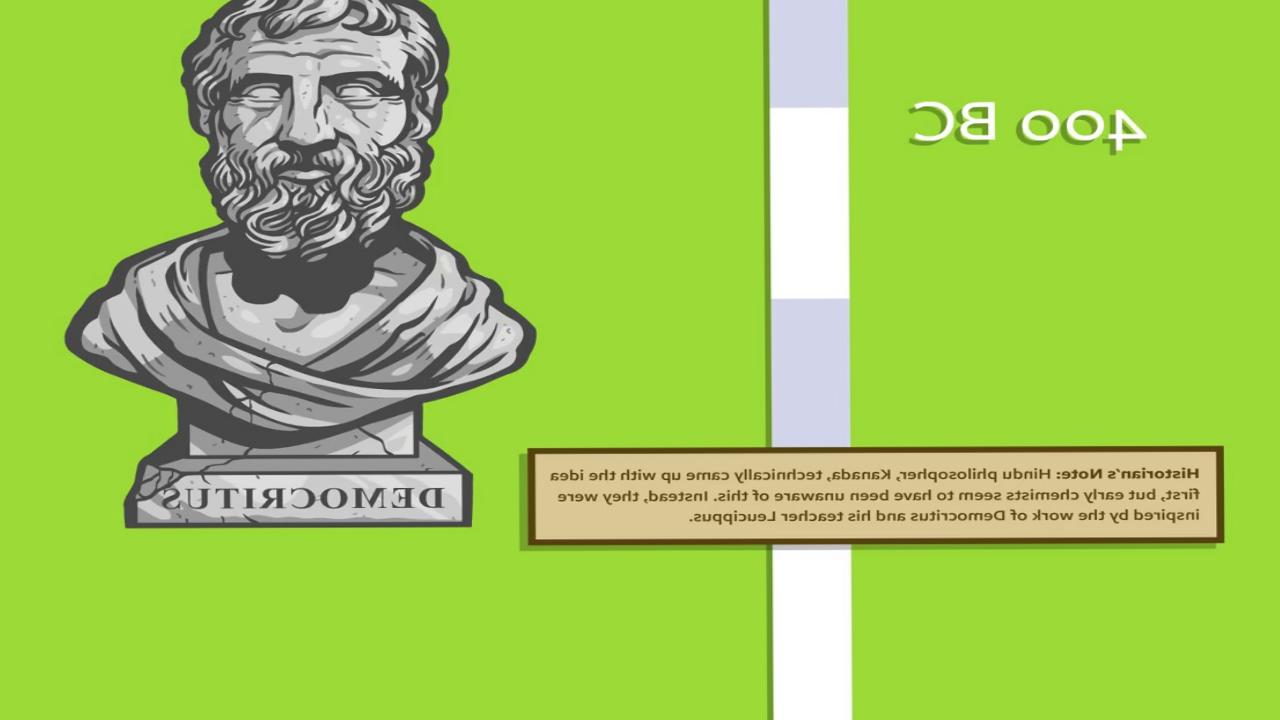 400 BC
DEMOCRITUS
Historian's Note: Hindu philosopher, Kanada, technically came up with the idea
first, but early chemists seem to have been unaware of this. Instead, they were
inspired by the work of Democritus and his teacher Leucippus.